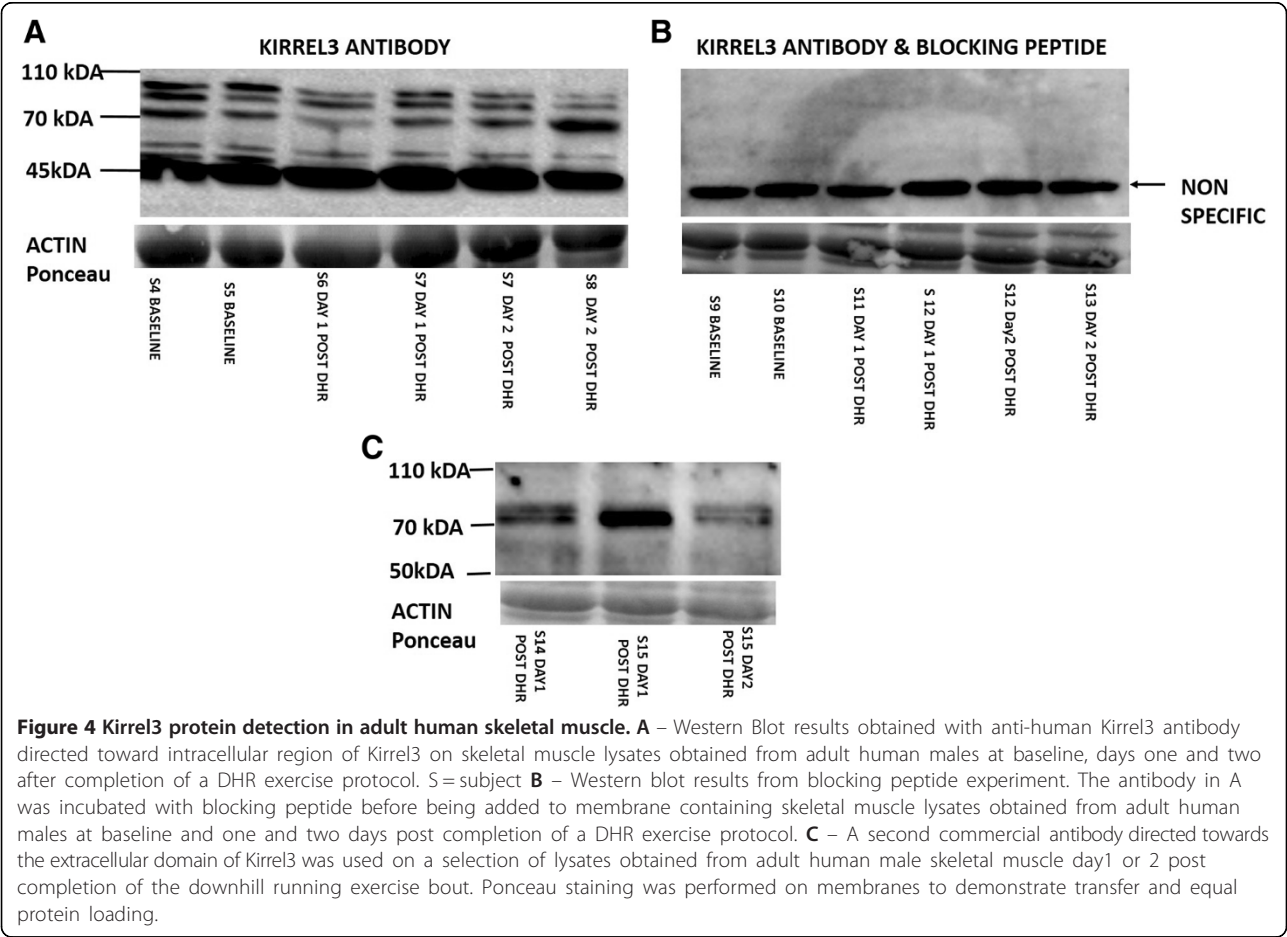 A
KIRREL3 ANTIBODY
110 kDA
70 kDA
45kDA
ACTIN
Ponceau
S4 BASELINE
S5 BASELINE
S6 DAY 1 POST DHR
S7 DAY 1 POST DHR
S7 DAY 2 POST DHR
S8 DAY 2 POST DHR
B
KIRREL3 ANTIBODY & BLOCKING PEPTIDE
NON
SPECIFIC
S9 BASELINE
S10 BASELINE
S11 DAY 1 POST DHR
S 12 DAY 1 POST DHR
S12 Day2 POST DHR
S13 DAY 2 POST DHR
C
110 kDA
70 kDA
50kDA
ACTIN
Ponceau
S14 DAY1
POST DHR
S15 DAY1
POST DHR
S15 DAY2
POST DHR
Figure 4 Kirrel3 protein detection in adult human skeletal muscle. A – Western Blot results obtained with anti-human Kirrel3 antibody
directed toward intracellular region of Kirrel3 on skeletal muscle lysates obtained from adult human males at baseline, days one and two
after completion of a DHR exercise protocol. S = subject B – Western blot results from blocking peptide experiment. The antibody in A
was incubated with blocking peptide before being added to membrane containing skeletal muscle lysates obtained from adult human
males at baseline and one and two days post completion of a DHR exercise protocol. C – A second commercial antibody directed towards
the extracellular domain of Kirrel3 was used on a selection of lysates obtained from adult human male skeletal muscle day1 or 2 post
completion of the downhill running exercise bout. Ponceau staining was performed on membranes to demonstrate transfer and equal
protein loading.